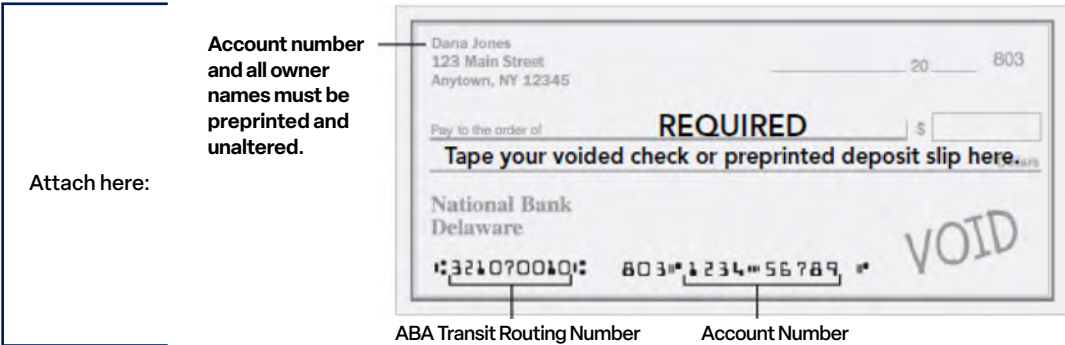 Attach here:
Account number
and all owner
names must be
preprinted and
unaltered.
Dana Jones
123 Main Street
Anytown, NY 12345
20 803
Pay to the order of REQUIRED $
Tape your voided check or preprinted deposit slip here.
National Bank
Delaware
VOID
⑆321070010⑆ 803⑈1234⑉56789 ⑈
ABA Transit Routing Number Account Number